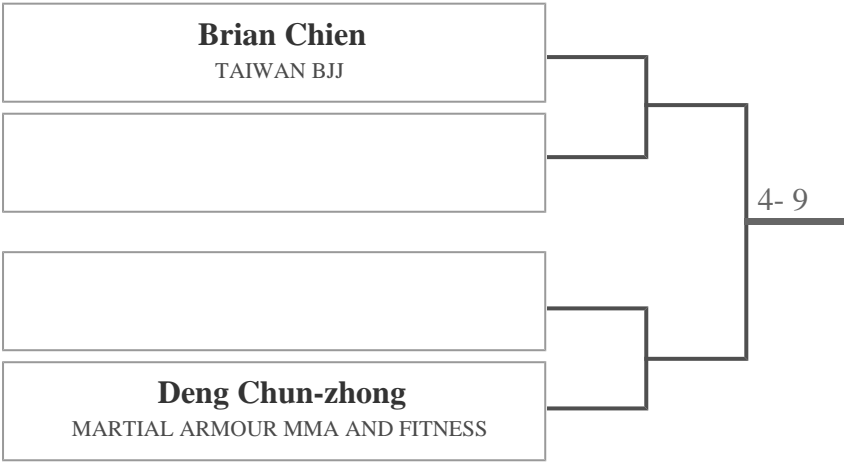 Brian Chien
TAIWAN BJJ
4- 9
Deng Chun-zhong
MARTIAL ARMOUR MMA AND FITNESS